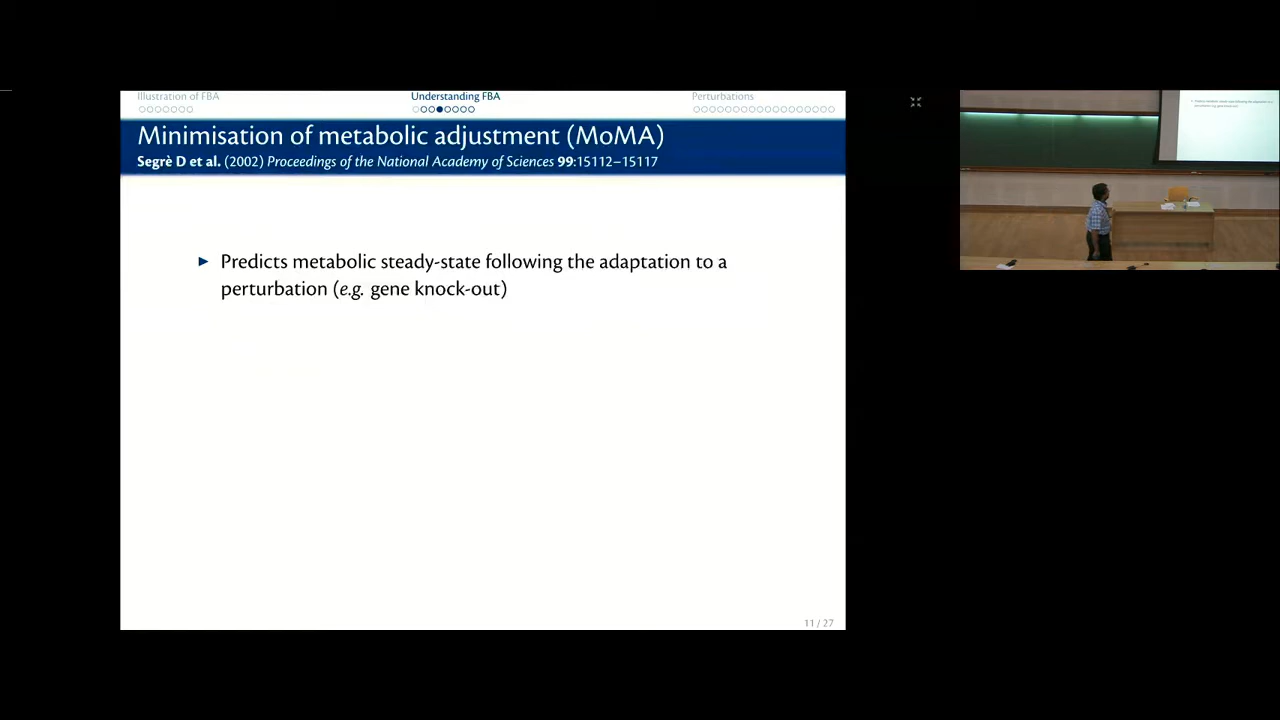 Illustration of FBA
Understanding FBA
Perturbations
Minimisation of metabolic adjustment (MoMA)
Segrè D et al. (2002) Proceedings of the National Academy of Sciences 99:15112–15117
Predicts metabolic steady-state following the adaptation to a
perturbation (e.g. gene knock-out)
11 / 27